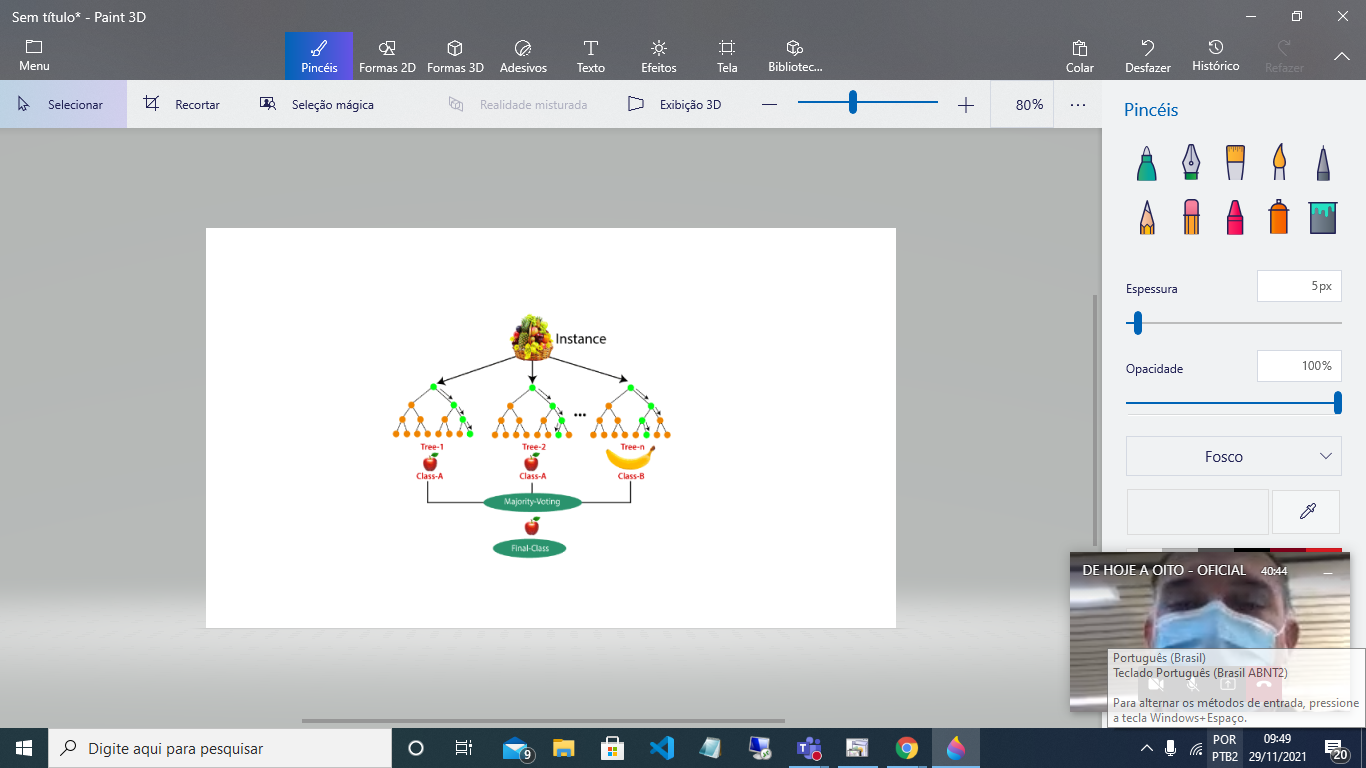 Sem título* - Paint 3D
Menu
Pincéis
Formas 2D
Formas 3D
Adesivos
Texto
Efeitos
Tela
Bibliotec...
Colar
Desfazer
Histórico
Refazer
Selecionar
Recortar
Seleção mágica
Realidade misturada
Exibição 3D
80%
Pincéis
Espessura
5px
Opacidade
100%
Fosco
Instance
Tree-1
Tree-2
Tree-n
Class-A
Class-A
Class-B
Majority-Voting
Final-Class
DE HOJE A OITO - OFICIAL 40:44
Português (Brasil)
Teclado Português (Brasil ABNT2)
Para alternar os métodos de entrada, pressione
a tecla Windows+Espaço.
Digite aqui para pesquisar
9
POR
PTB2
09:49
29/11/2021
20